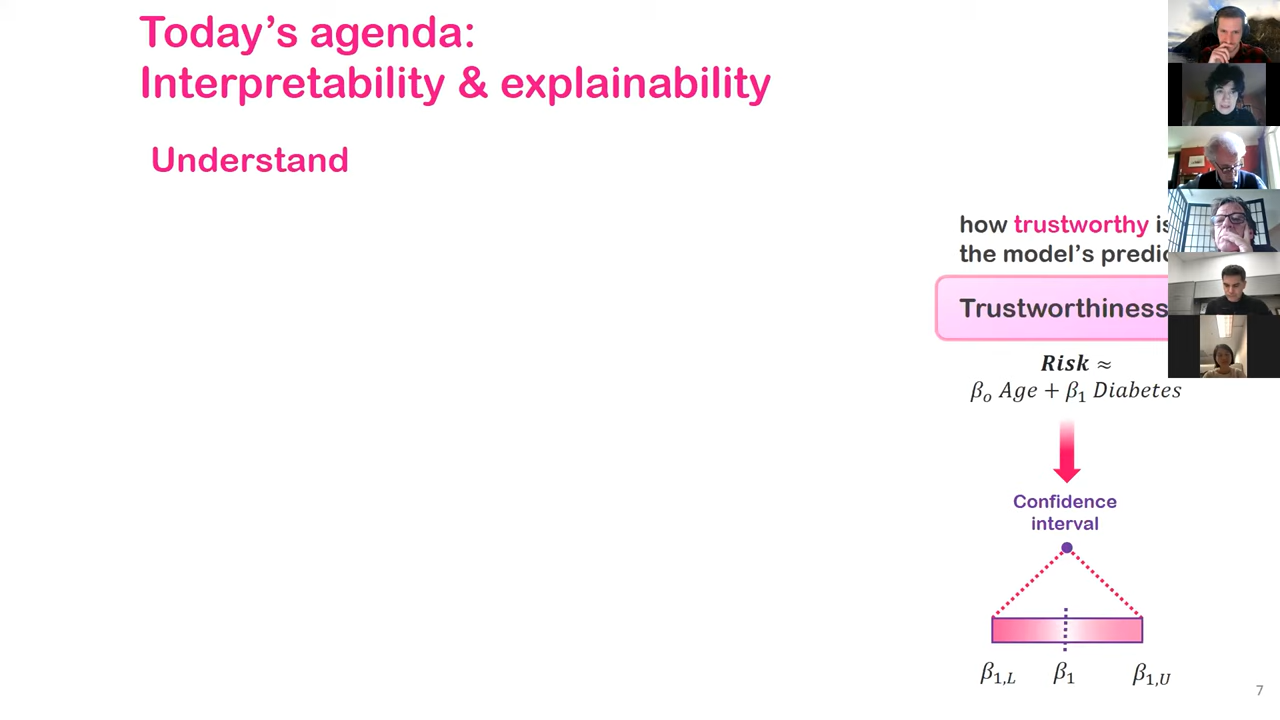 Today's agenda:
Interpretability & explainability
Understand
how trustworthy is
the model's predic
Trustworthiness
Risk ≈
βₒ Age + β₁ Diabetes
Confidence
interval
β₁,L β₁ β₁,U
7